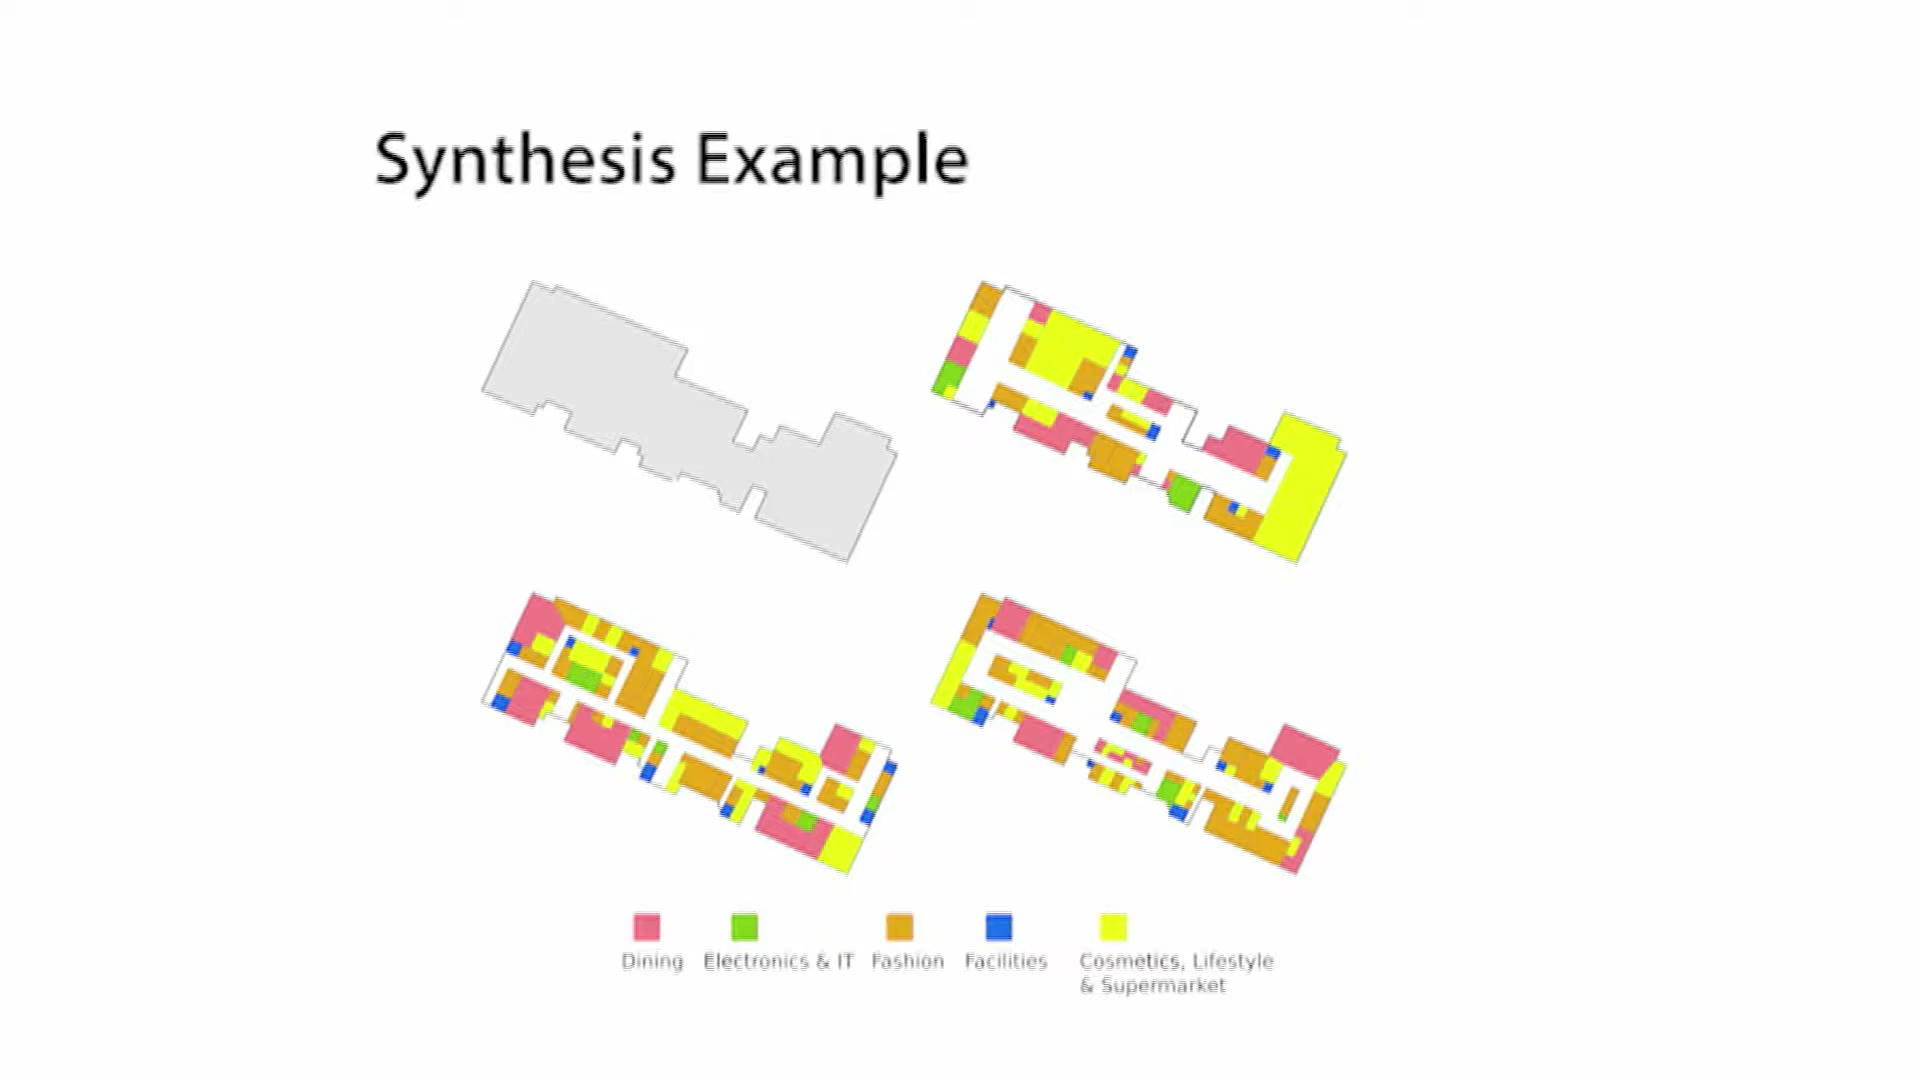 Synthesis Example
Dining
Electronics & IT
Fashion
Facilities
Cosmetics, Lifestyle
& Supermarket